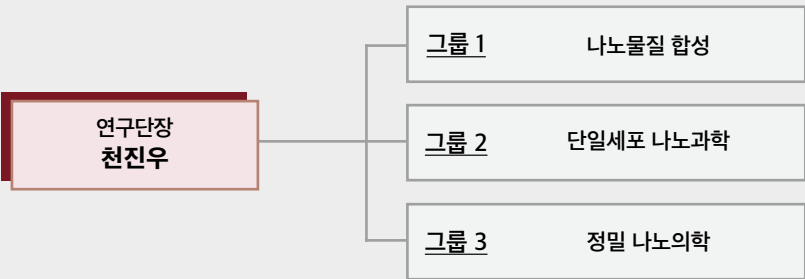 연구단장
천진우
그룹 1 나노물질 합성
그룹 2 단일세포 나노과학
그룹 3 정밀 나노의학